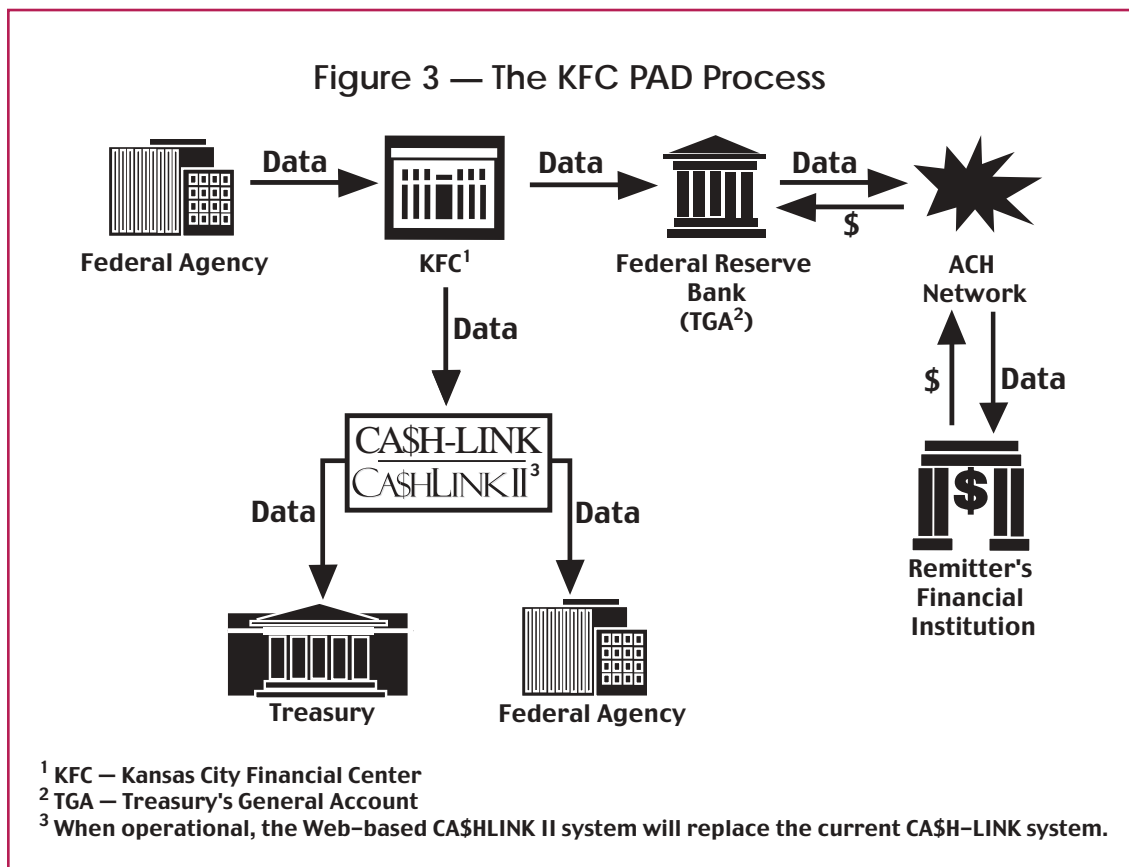 Figure 3 — The KFC PAD Process
Data
Data
Data
$
Federal Agency
KFC¹
Federal Reserve
Bank
(TGA²)
ACH
Network
Data
$
Data
CA$H-LINK
CA$HLINK II³
Data
Data
$
Remitter's
Financial
Institution
Treasury
Federal Agency
¹ KFC — Kansas City Financial Center
² TGA — Treasury's General Account
³ When operational, the Web-based CA$HLINK II system will replace the current CA$H-LINK system.